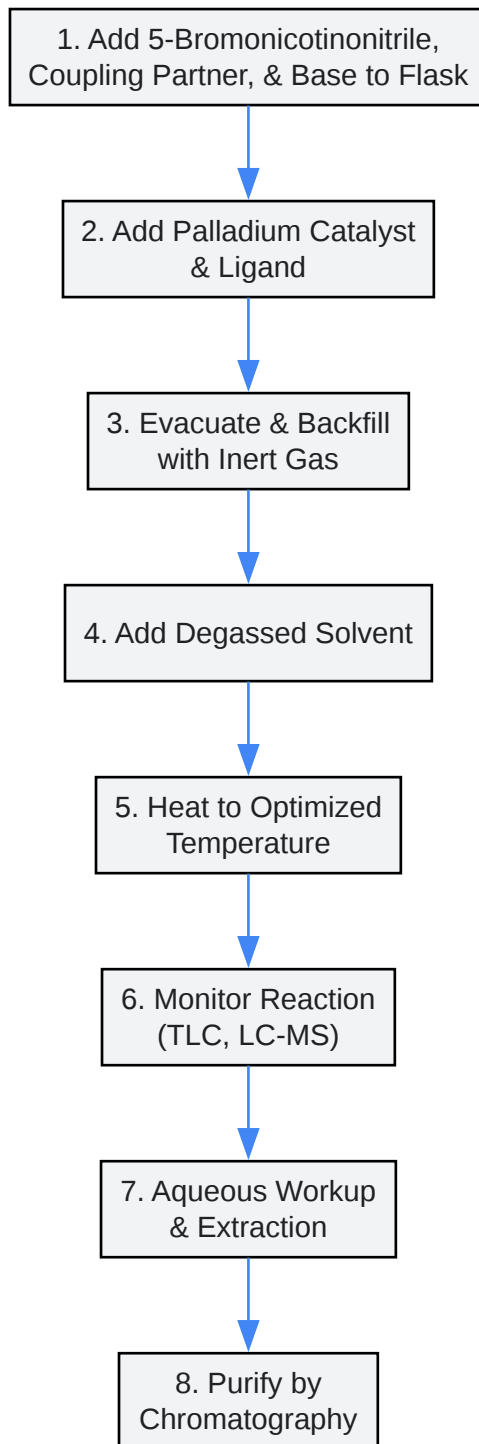 1. Add 5-Bromonicotinonitrile,
Coupling Partner, & Base to Flask
2. Add Palladium Catalyst
& Ligand
3. Evacuate & Backfill
with Inert Gas
4. Add Degassed Solvent
5. Heat to Optimized
Temperature
6. Monitor Reaction
(TLC, LC-MS)
7. Aqueous Workup
& Extraction
8. Purify by
Chromatography